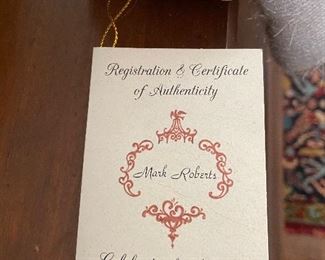 Registration & Certificate
of Authenticity
Mark Roberts